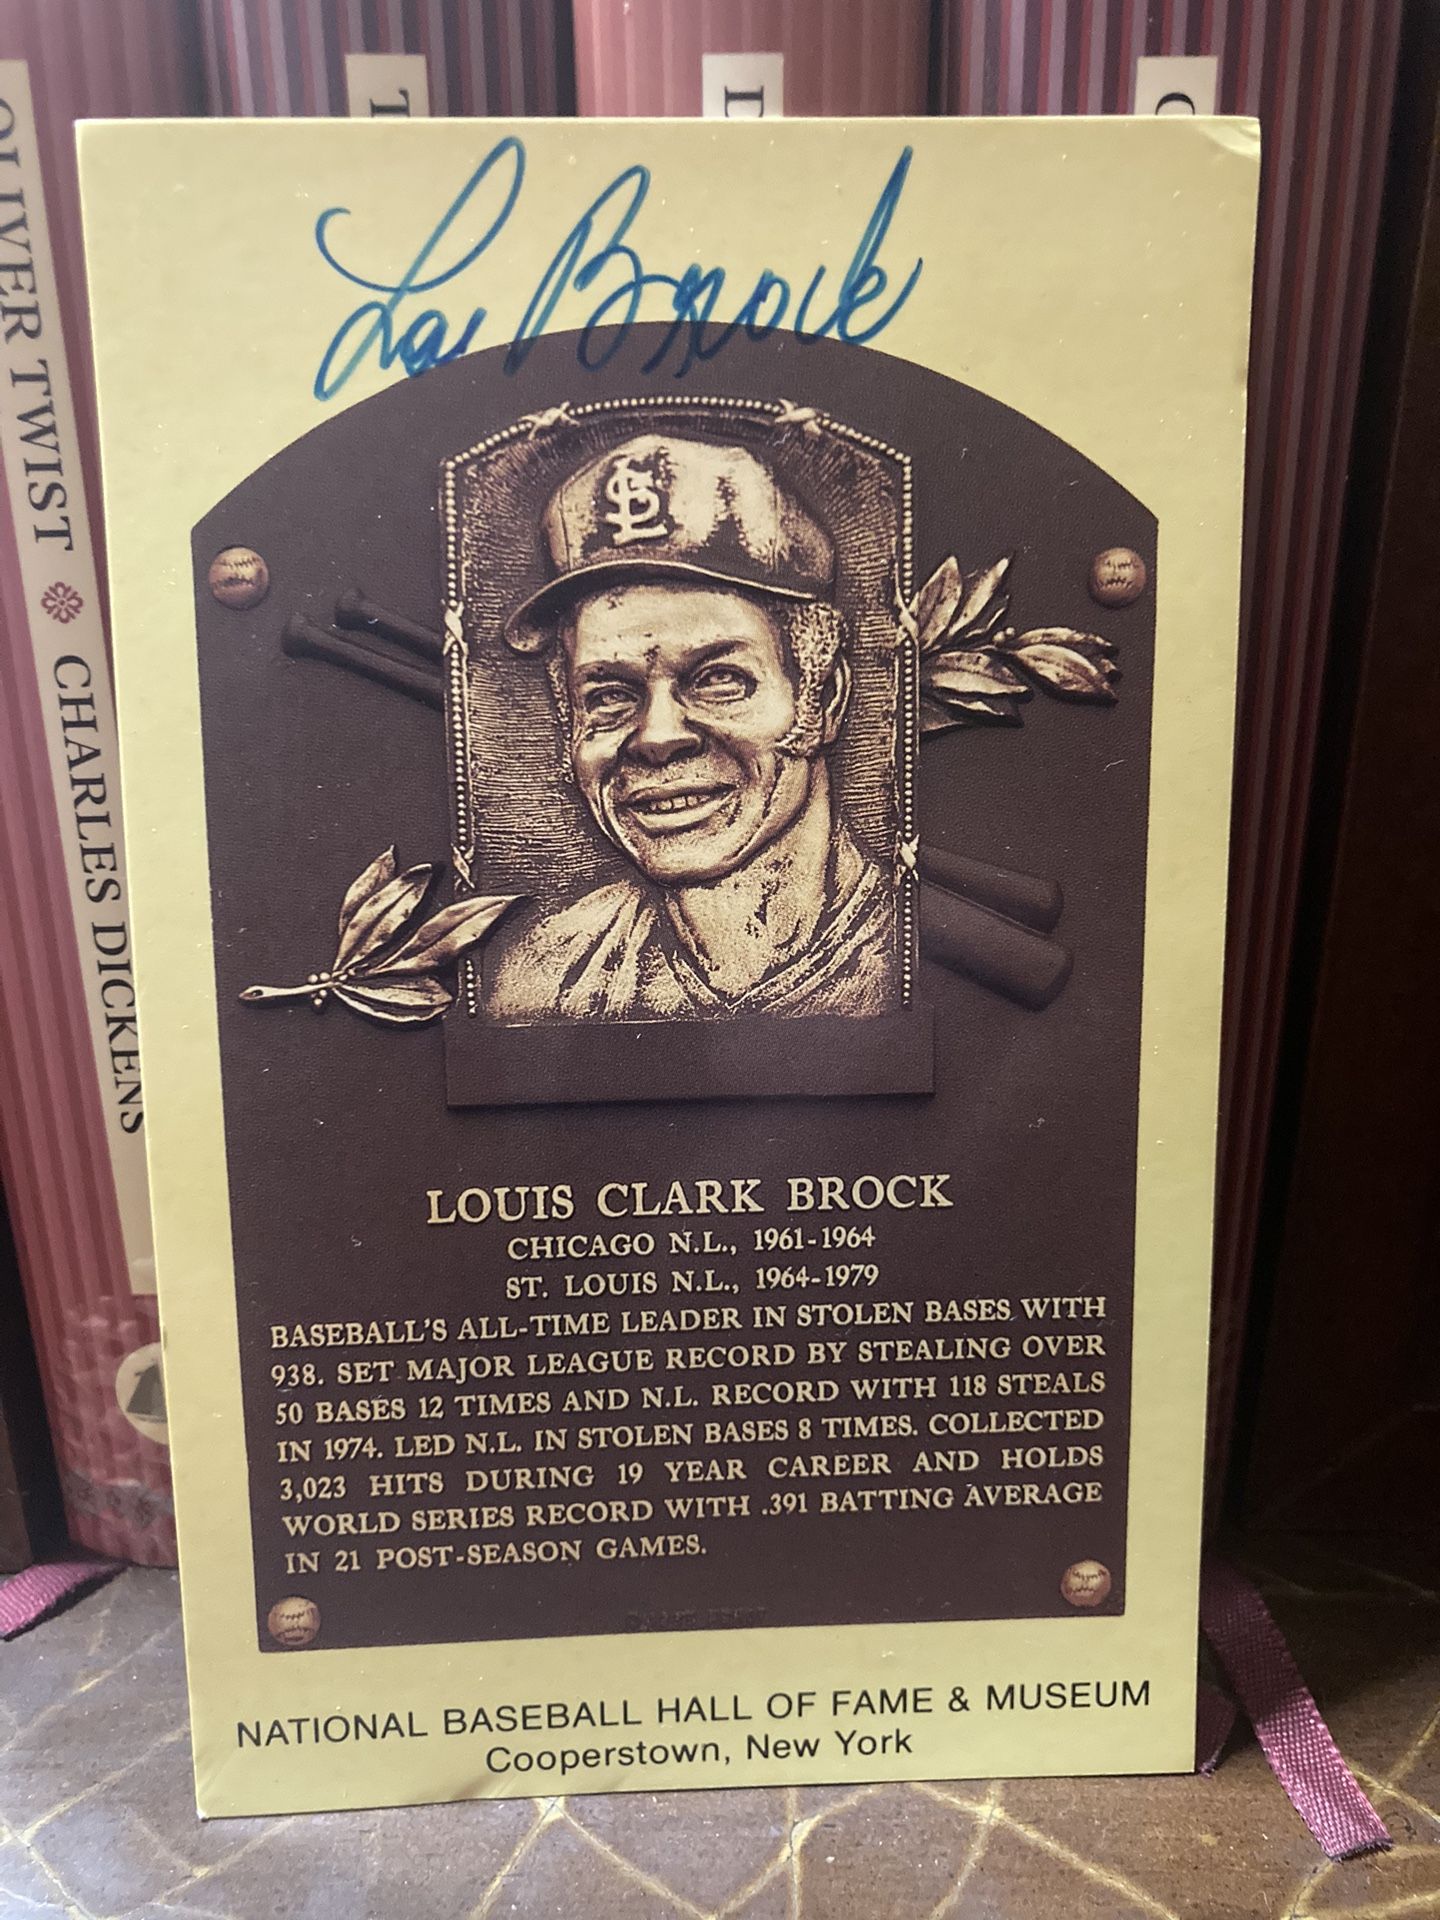 Lou Brock
StL
LOUIS CLARK BROCK
CHICAGO N.L., 1961-1964
ST. LOUIS N.L., 1964-1979
BASEBALL'S ALL-TIME LEADER IN STOLEN BASES WITH
938. SET MAJOR LEAGUE RECORD BY STEALING OVER
50 BASES 12 TIMES AND N.L. RECORD WITH 118 STEALS
IN 1974. LED N.L. IN STOLEN BASES 8 TIMES. COLLECTED
3,023 HITS DURING 19 YEAR CAREER AND HOLDS
WORLD SERIES RECORD WITH .391 BATTING AVERAGE
IN 21 POST-SEASON GAMES.
NATIONAL BASEBALL HALL OF FAME & MUSEUM
Cooperstown, New York
OLIVER TWIST CHARLES DICKENS
T
D